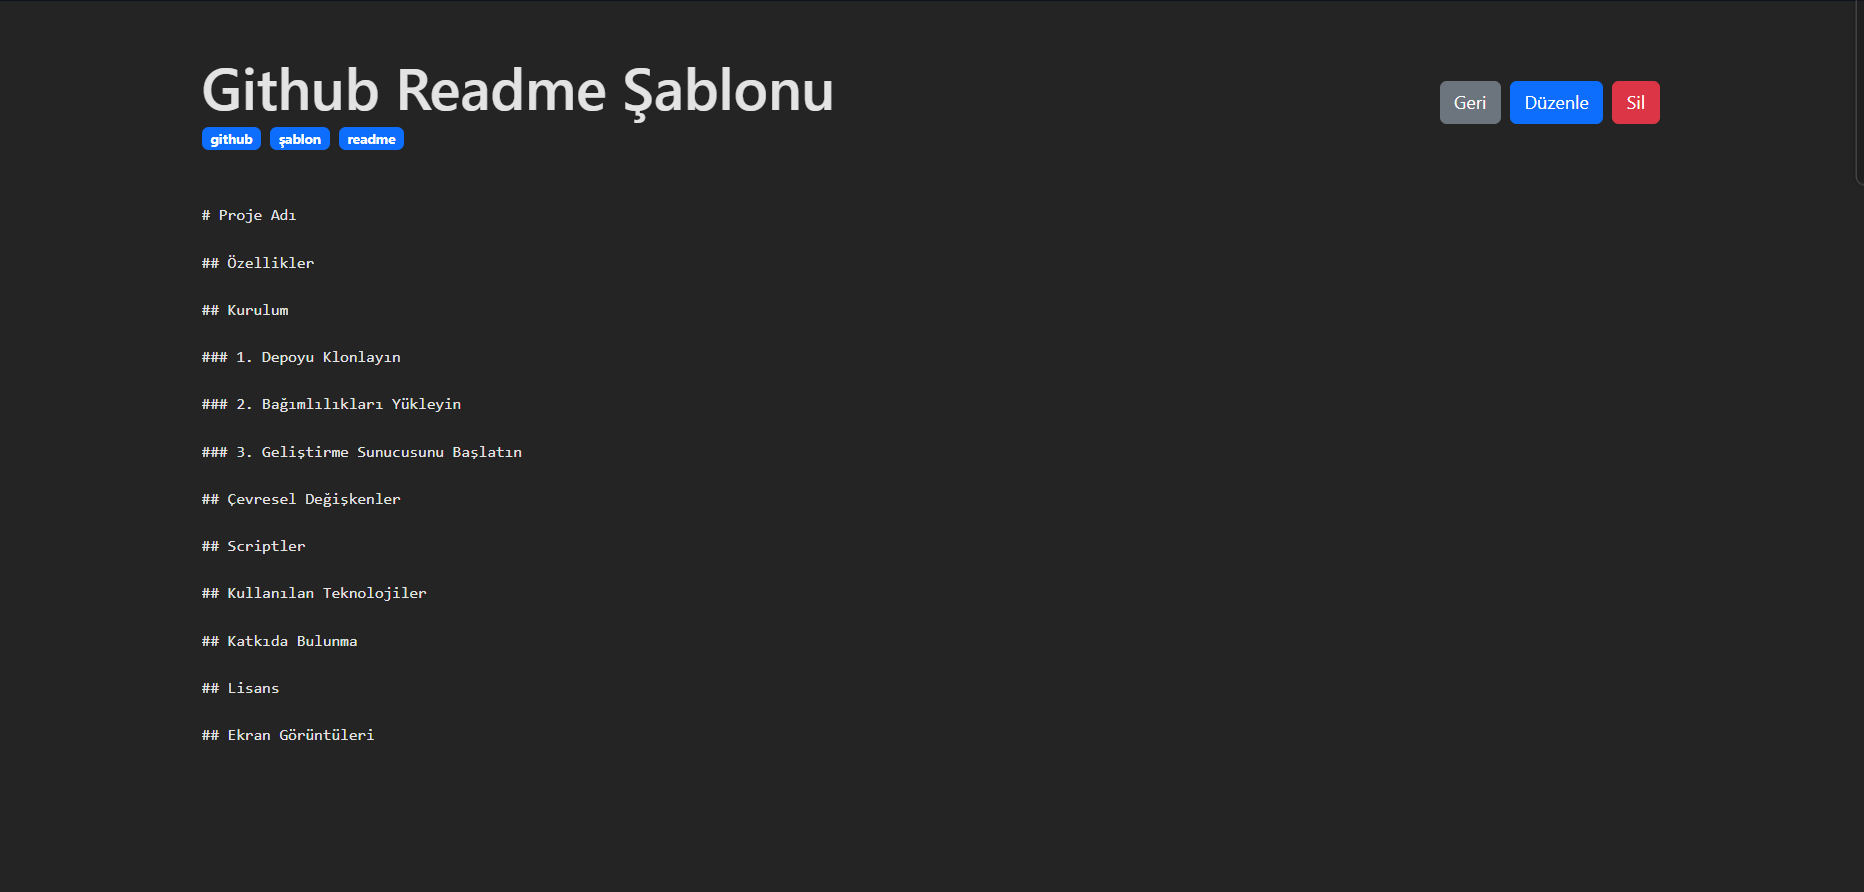 Github Readme Şablonu
Geri Düzenle Sil
github şablon readme
# Proje Adı
## Özellikler
## Kurulum
### 1. Depoyu Klonlayın
### 2. Bağımlılıkları Yükleyin
### 3. Geliştirme Sunucusunu Başlatın
## Çevresel Değişkenler
## Scriptler
## Kullanılan Teknolojiler
## Katkıda Bulunma
## Lisans
## Ekran Görüntüleri